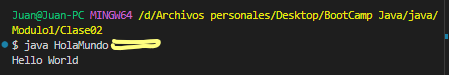 Juan@Juan-PC MINGW64 /d/Archivos personales/Desktop/BootCamp Java/java/
Modulo1/Clase02
$ java HolaMundo
Hello World